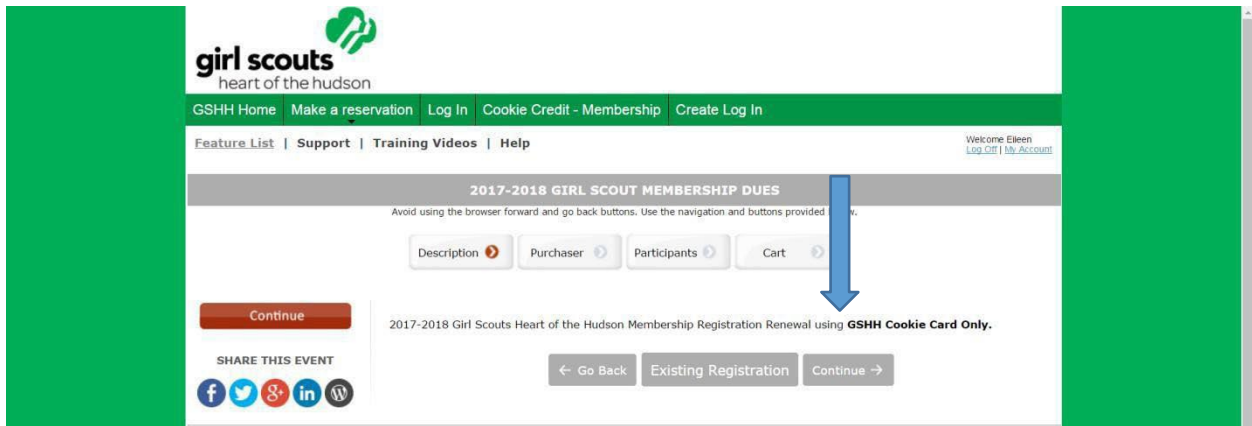 girl scouts
heart of the hudson
GSHH Home Make a reservation Log In Cookie Credit - Membership Create Log In
Feature List | Support | Training Videos | Help
Welcome Eileen
Log Off | My Account
2017-2018 GIRL SCOUT MEMBERSHIP DUES
Avoid using the browser forward and go back buttons. Use the navigation and buttons provided
Description Purchaser Participants Cart
Continue
2017-2018 Girl Scouts Heart of the Hudson Membership Registration Renewal using GSHH Cookie Card Only.
SHARE THIS EVENT
← Go Back Existing Registration Continue →
f 8+ in W